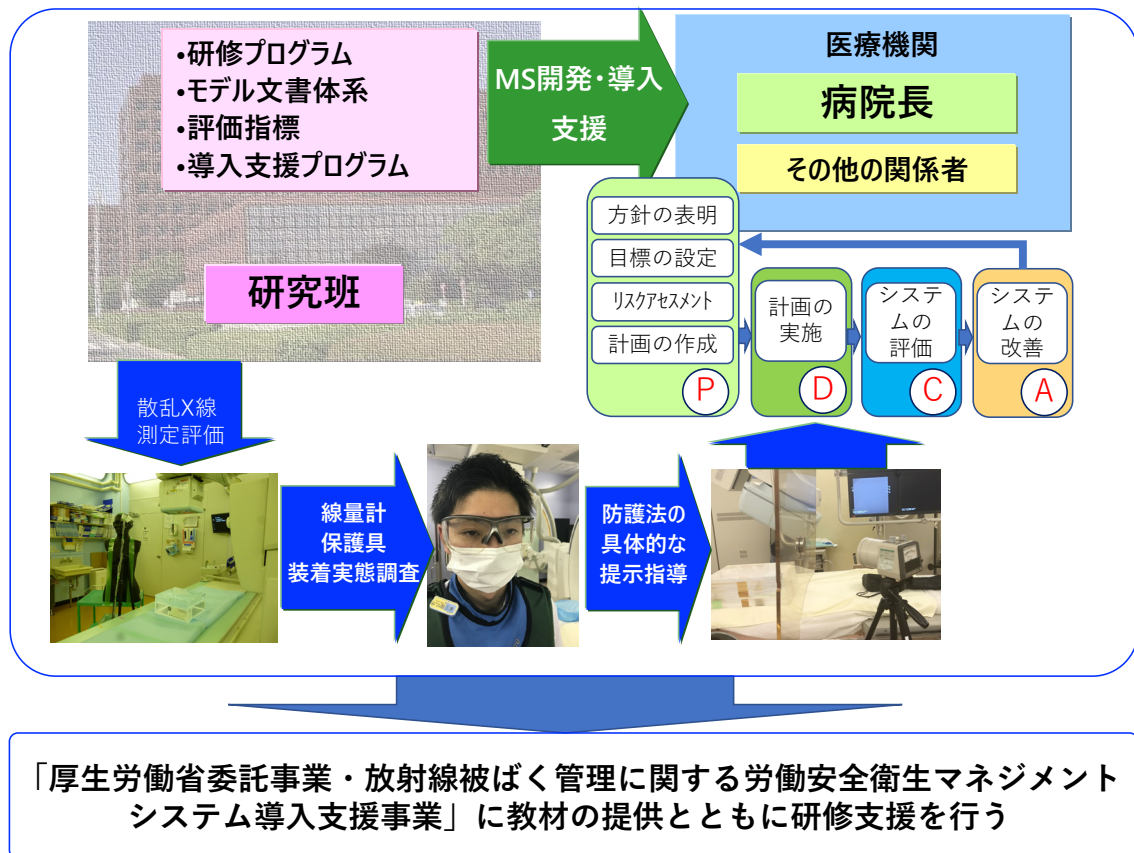 •研修プログラム
•モデル文書体系
•評価指標
•導入支援プログラム
研究班
MS開発・導入
支援
医療機関
病院長
その他の関係者
方針の表明
目標の設定
リスクアセスメント
計画の作成
P
計画の
実施
D
システ
ムの
評価
C
システ
ムの
改善
A
散乱X線
測定評価
線量計
保護具
装着実態調査
防護法の
具体的な
提示指導
「厚生労働省委託事業・放射線被ばく管理に関する労働安全衛生マネジメント
システム導入支援事業」に教材の提供とともに研修支援を行う